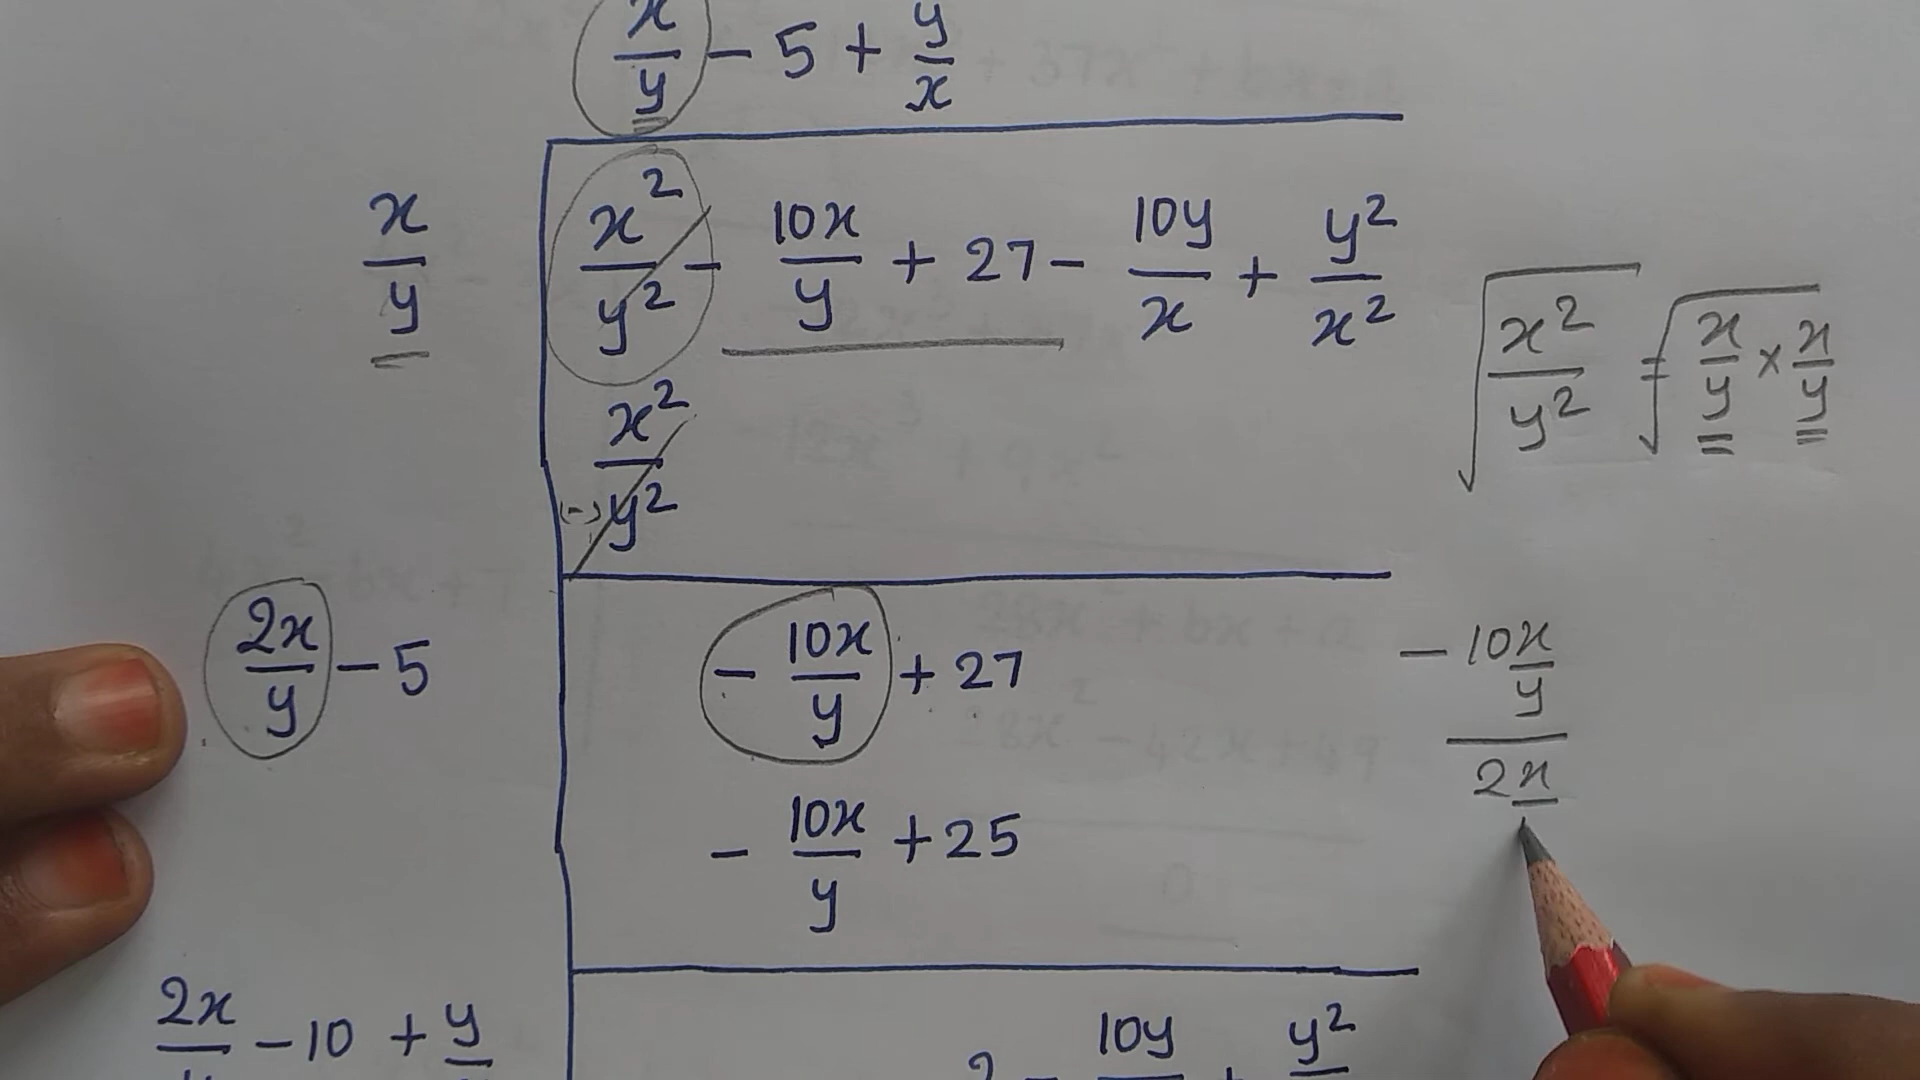 x/y - 5 + y/x
x/y
x²/y² - 10x/y + 27 - 10y/x + y²/x²
√x²/y² = √x/y × x/y
x²/y²
(-)
2x/y - 5
- 10x/y + 27
- 10x/y
2x
- 10x/y + 25
2x/y - 10 + y
2 - 10y + y²